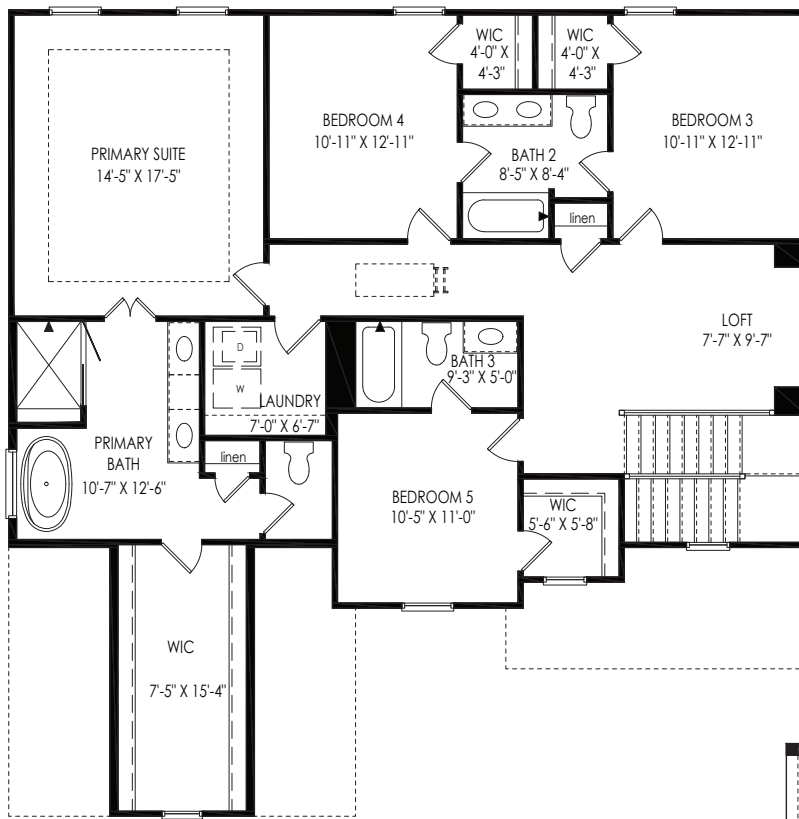 WIC
4'-0" X
4'-3"
WIC
4'-0" X
4'-3"
BEDROOM 4
10'-11" X 12'-11"
BEDROOM 3
10'-11" X 12'-11"
PRIMARY SUITE
14'-5" X 17'-5"
BATH 2
8'-5" X 8'-4"
linen
LOFT
7'-7" X 9'-7"
D
W
LAUNDRY
7'-0" X 6'-7"
BATH 3
9'-3" X 5'-0"
PRIMARY
BATH
10'-7" X 12'-6"
linen
BEDROOM 5
10'-5" X 11'-0"
WIC
5'-6" X 5'-8"
WIC
7'-5" X 15'-4"